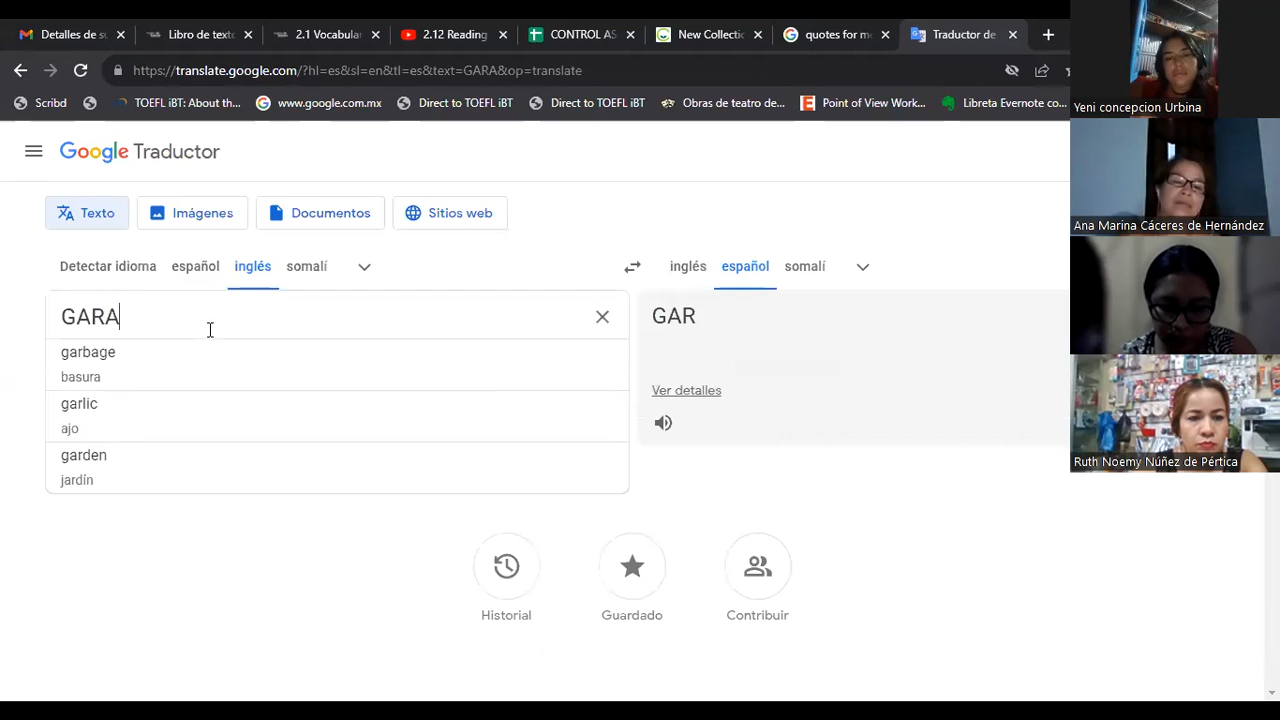 Detalles de su
Libro de texto
2.1 Vocabular
2.12 Reading
CONTROL AS
New Collectio
quotes for m
Traductor de
https://translate.google.com/?hl=es&sl=en&tl=es&text=GARA&op=translate
Scribd
TOEFL iBT: About th...
www.google.com.mx
Direct to TOEFL iBT
Direct to TOEFL iBT
Obras de teatro de...
Point of View Work...
Libreta Evernote co...
Google Traductor
Texto
Imágenes
Documentos
Sitios web
Detectar idioma
español
inglés
somalí
inglés
español
somalí
GARA
garbage
basura
garlic
ajo
garden
jardín
GAR
Ver detalles
Historial
Guardado
Contribuir
Yeni concepcion Urbina
Ana Marina Cáceres de Hernández
Ruth Noemy Núñez de Pértica